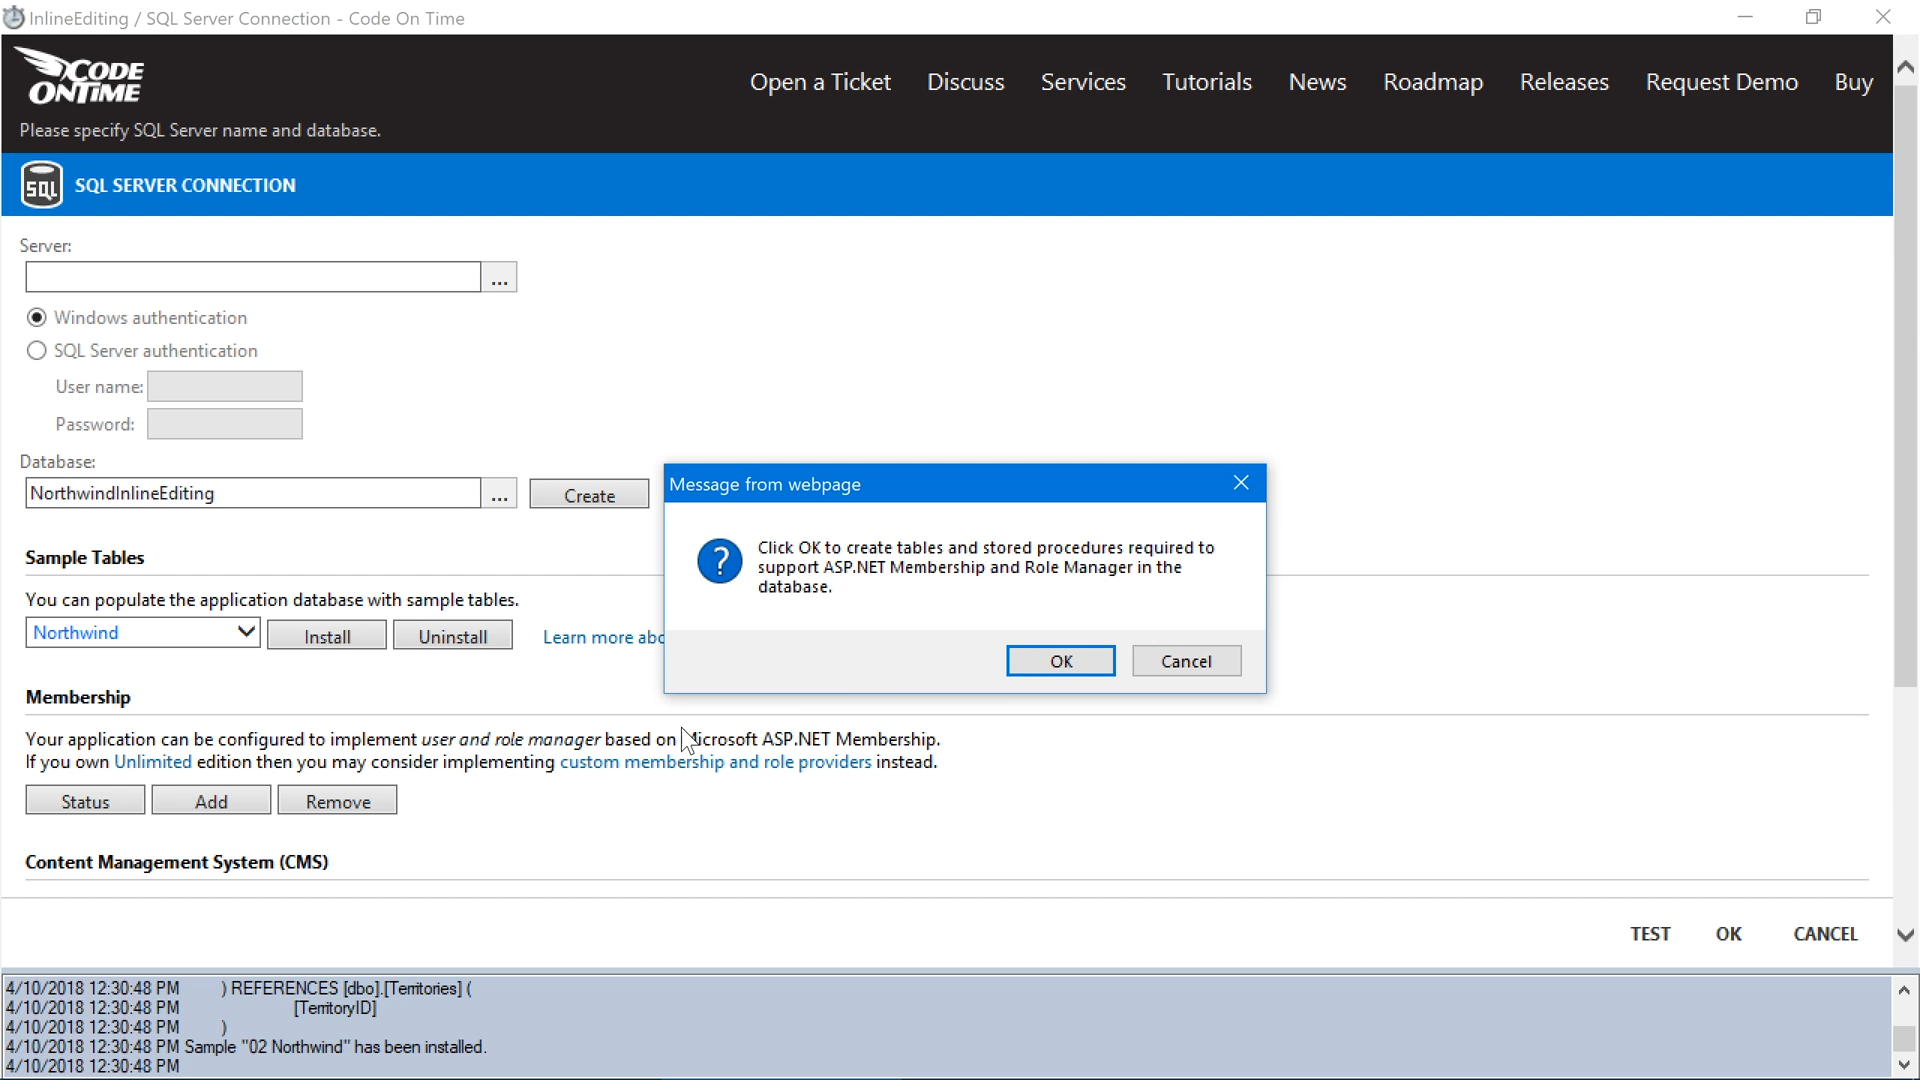 InlineEditing / SQL Server Connection - Code On Time
CODE
ONTIME
Open a Ticket Discuss Services Tutorials News Roadmap Releases Request Demo Buy
Please specify SQL Server name and database.
SQL SQL SERVER CONNECTION
Server:
...
Windows authentication
SQL Server authentication
User name:
Password:
Database:
NorthwindInlineEditing ... Create
Message from webpage
Click OK to create tables and stored procedures required to
support ASP.NET Membership and Role Manager in the
database.
OK Cancel
Sample Tables
You can populate the application database with sample tables.
Northwind Install Uninstall Learn more abo
Membership
Your application can be configured to implement user and role manager based on Microsoft ASP.NET Membership.
If you own Unlimited edition then you may consider implementing custom membership and role providers instead.
Status Add Remove
Content Management System (CMS)
TEST OK CANCEL
4/10/2018 12:30:48 PM ) REFERENCES [dbo].[Territories] (
4/10/2018 12:30:48 PM [TerritoryID]
4/10/2018 12:30:48 PM )
4/10/2018 12:30:48 PM Sample "02 Northwind" has been installed.
4/10/2018 12:30:48 PM